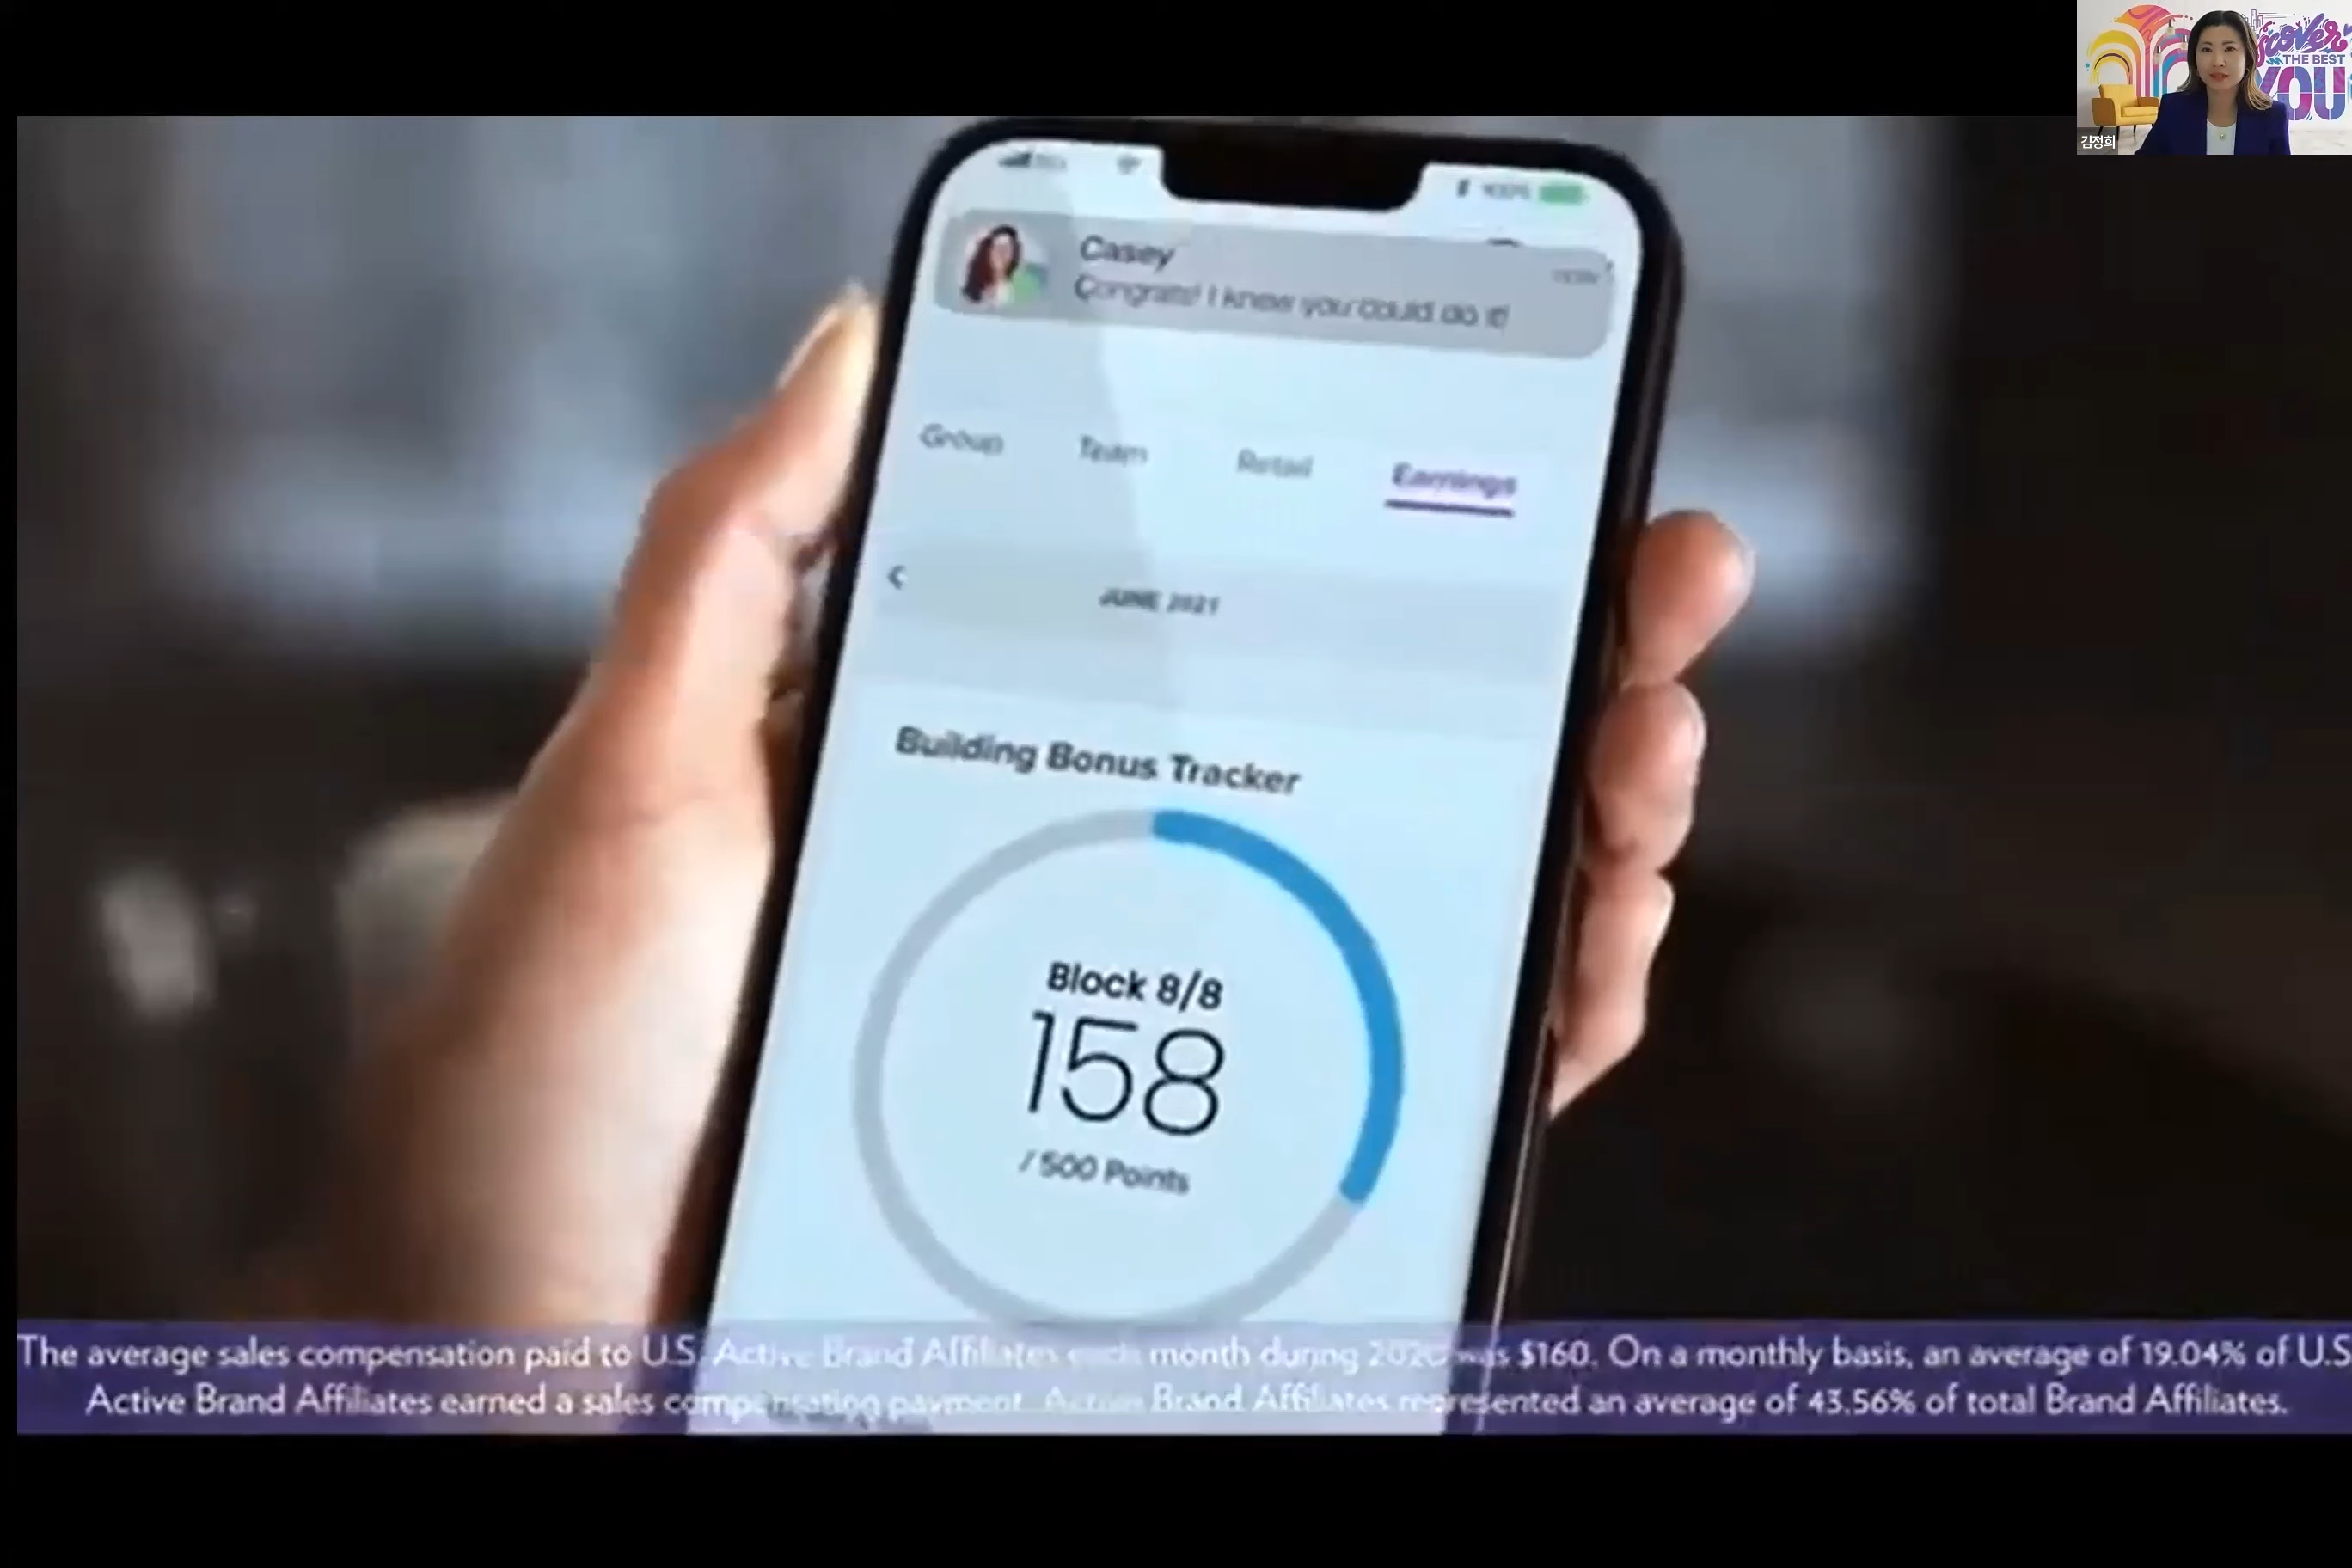 scover
THE BEST
YOU
김정희
100%
Casey
now
Congrats! I knew you could do it!
Group Team Retail Earnings
JUNE 2021
Building Bonus Tracker
Block 8/8
158
/ 500 Points
The average sales compensation paid to U.S. Active Brand Affiliates each month during 2020 was $160. On a monthly basis, an average of 19.04% of U.S
Active Brand Affiliates earned a sales compensation payment. Active Brand Affiliates represented an average of 43.56% of total Brand Affiliates.